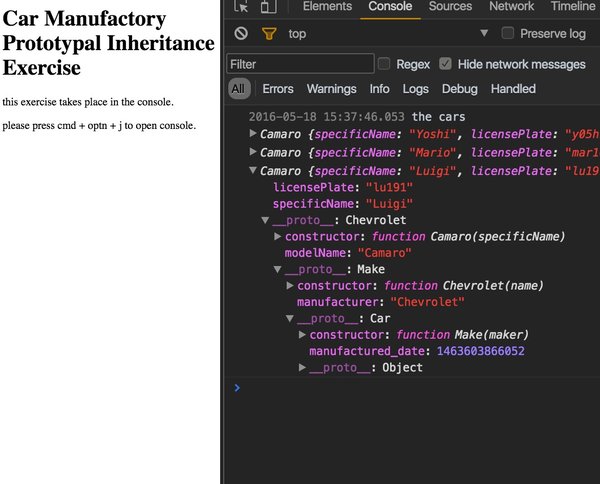 Car Manufactory
Prototypal Inheritance
Exercise
this exercise takes place in the console.
please press cmd + optn + j to open console.
Elements Console Sources Network Timeline
top ▼ Preserve log
Filter Regex Hide network messages
All Errors Warnings Info Logs Debug Handled
2016-05-18 15:37:46.053 the cars
▶Camaro {specificName: "Yoshi", licensePlate: "y05h
▶Camaro {specificName: "Mario", licensePlate: "mar1
▼Camaro {specificName: "Luigi", licensePlate: "lu19
licensePlate: "lu191"
specificName: "Luigi"
▼__proto__: Chevrolet
▶constructor: function Camaro(specificName)
modelName: "Camaro"
▼__proto__: Make
▶constructor: function Chevrolet(name)
manufacturer: "Chevrolet"
▼__proto__: Car
▶constructor: function Make(maker)
manufactured_date: 1463603866052
▶__proto__: Object